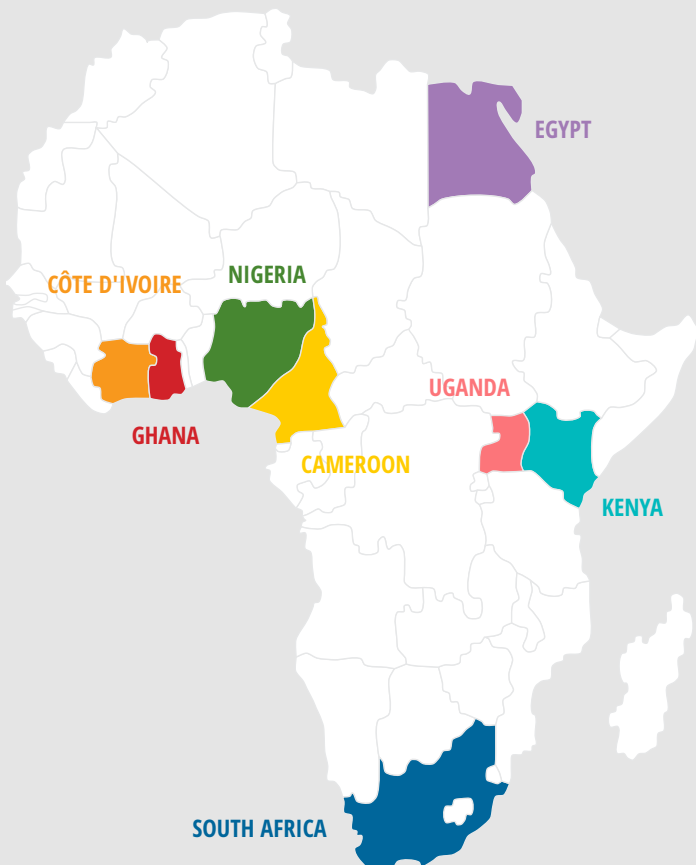 EGYPT
NIGERIA
CÔTE D'IVOIRE
UGANDA
GHANA
CAMEROON
KENYA
SOUTH AFRICA